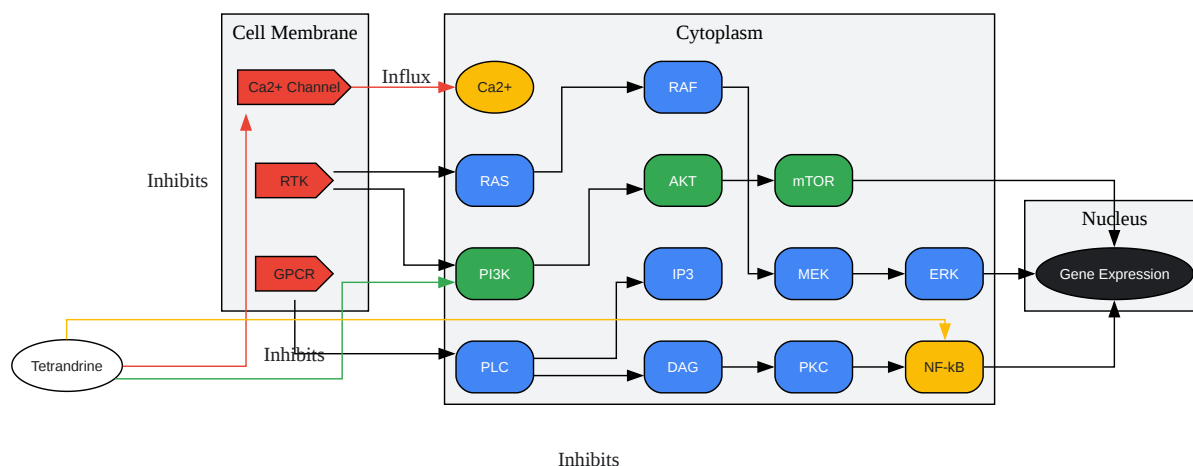 Cell Membrane
Cytoplasm
Ca2+ Channel
Influx
Ca2+
RAF
Inhibits
RTK
RAS
AKT
mTOR
Nucleus
GPCR
PI3K
IP3
MEK
ERK
Gene Expression
Tetrandrine
Inhibits
PLC
DAG
PKC
NF-kB
Inhibits